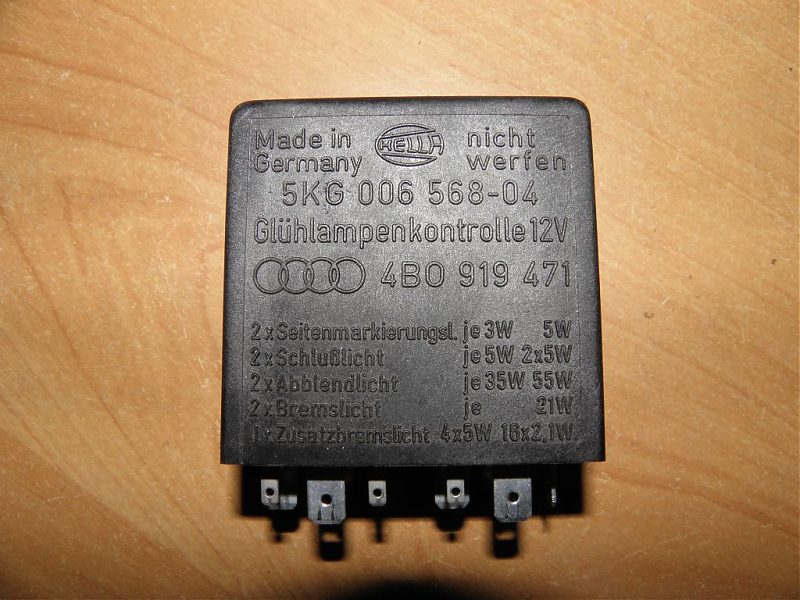 Made in HELLA nicht
Germany werfen
5KG 006 568-04
Glühlampenkontrolle 12V
4B0 919 471
2xSeitenmarkierungsl. je 3W 5W
2xSchlußlicht je 5W 2x5W
2xAbblendlicht je 35W 55W
2xBremslicht je 21W
1xZusatzbremslicht 4x5W 16x2,1W